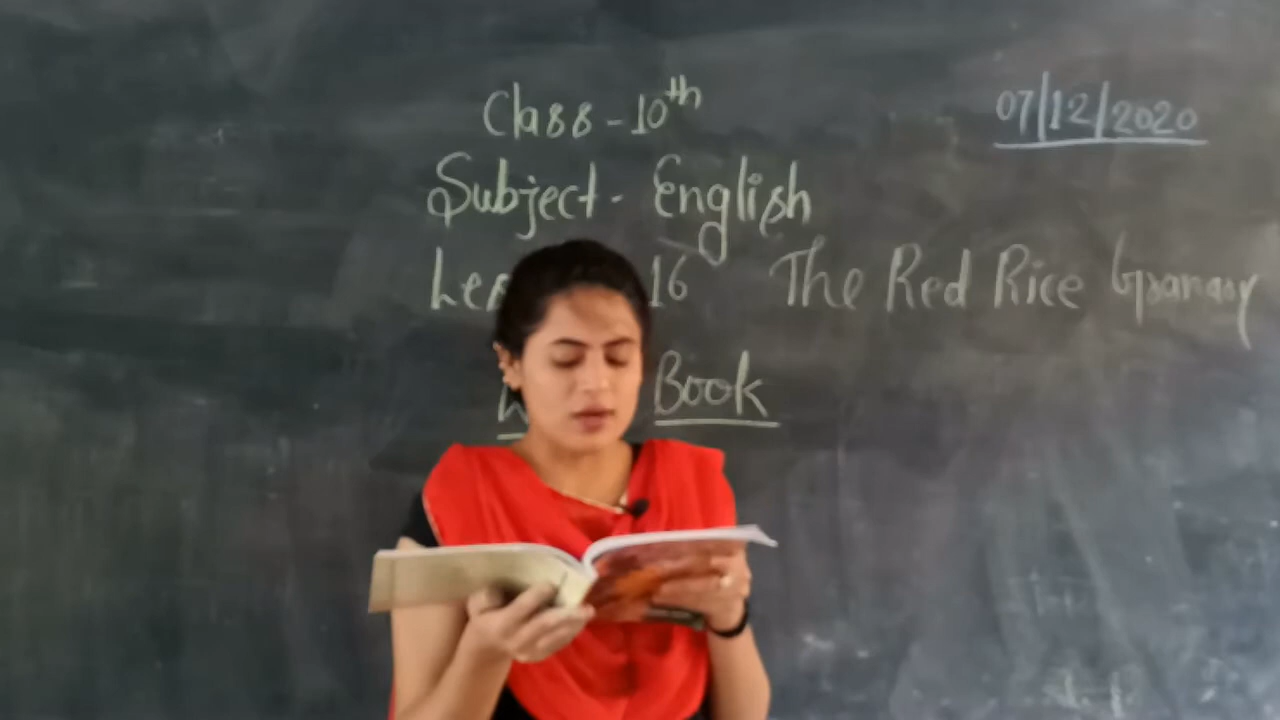 Class - 10th
07/12/2020
Subject - English
16 The Red Rice Granary
Book